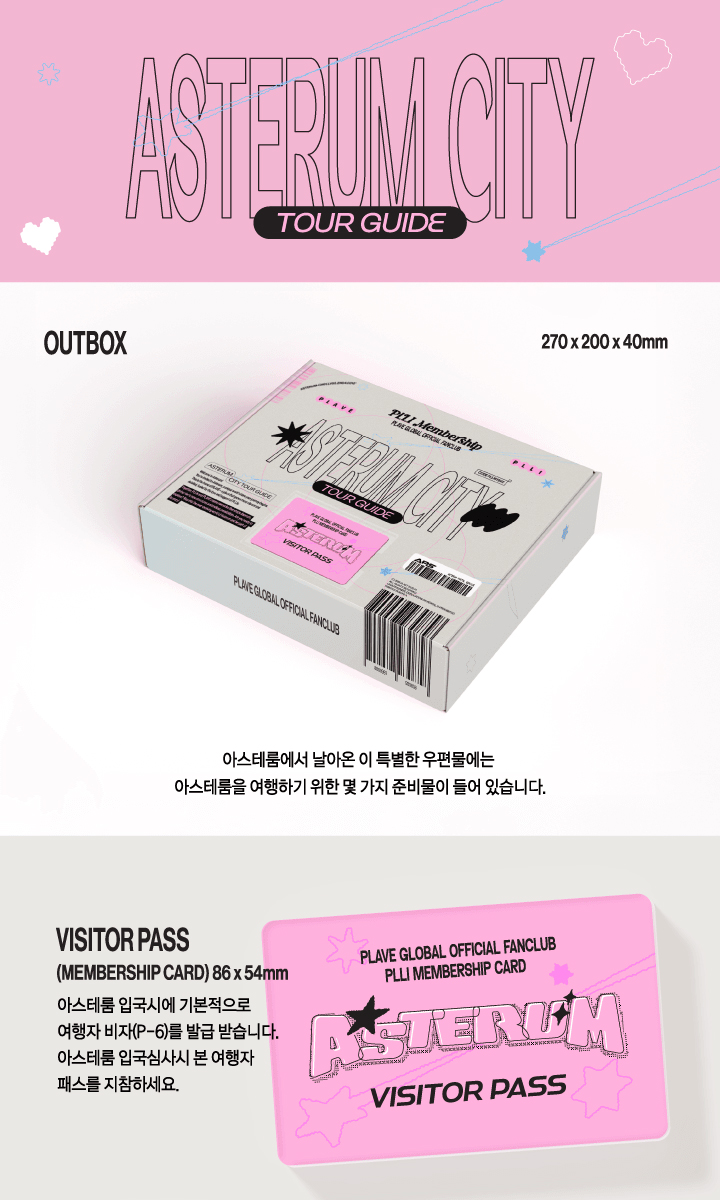 ASTERUM CITY
TOUR GUIDE
OUTBOX
270 x 200 x 40mm
PLAVE
PLLI Membership
PLAVE GLOBAL OFFICIAL FANCLUB
PLLI
ASTERUM CITY
TOUR GUIDE
ASTERUM
CITY TOUR GUIDE
PLAVE GLOBAL OFFICIAL FANCLUB
PLLI MEMBERSHIP CARD
ASTERUM
VISITOR PASS
PLAVE GLOBAL OFFICIAL FANCLUB
아스테룸에서 날아온 이 특별한 우편물에는
아스테룸을 여행하기 위한 몇 가지 준비물이 들어 있습니다.
VISITOR PASS
(MEMBERSHIP CARD) 86 x 54mm
아스테룸 입국시에 기본적으로
여행자 비자(P-6)를 발급 받습니다.
아스테룸 입국심사시 본 여행자
패스를 지참하세요.
PLAVE GLOBAL OFFICIAL FANCLUB
PLLI MEMBERSHIP CARD
ASTERUM
VISITOR PASS